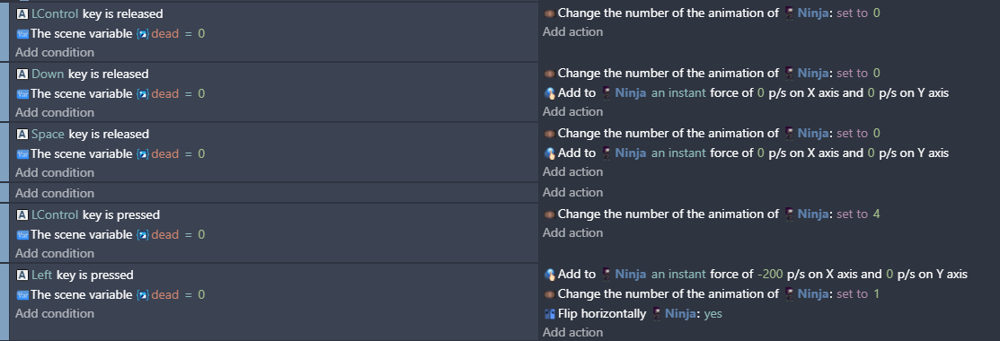 LControl key is released
Change the number of the animation of Ninja: set to 0
The scene variable dead = 0
Add action
Add condition
Down key is released
Change the number of the animation of Ninja: set to 0
The scene variable dead = 0
Add to Ninja an instant force of 0 p/s on X axis and 0 p/s on Y axis
Add condition
Add action
Space key is released
Change the number of the animation of Ninja: set to 0
The scene variable dead = 0
Add to Ninja an instant force of 0 p/s on X axis and 0 p/s on Y axis
Add condition
Add action
Add condition
Add action
LControl key is pressed
Change the number of the animation of Ninja: set to 4
The scene variable dead = 0
Add action
Add condition
Left key is pressed
Add to Ninja an instant force of -200 p/s on X axis and 0 p/s on Y axis
The scene variable dead = 0
Change the number of the animation of Ninja: set to 1
Add condition
Flip horizontally Ninja: yes
Add action